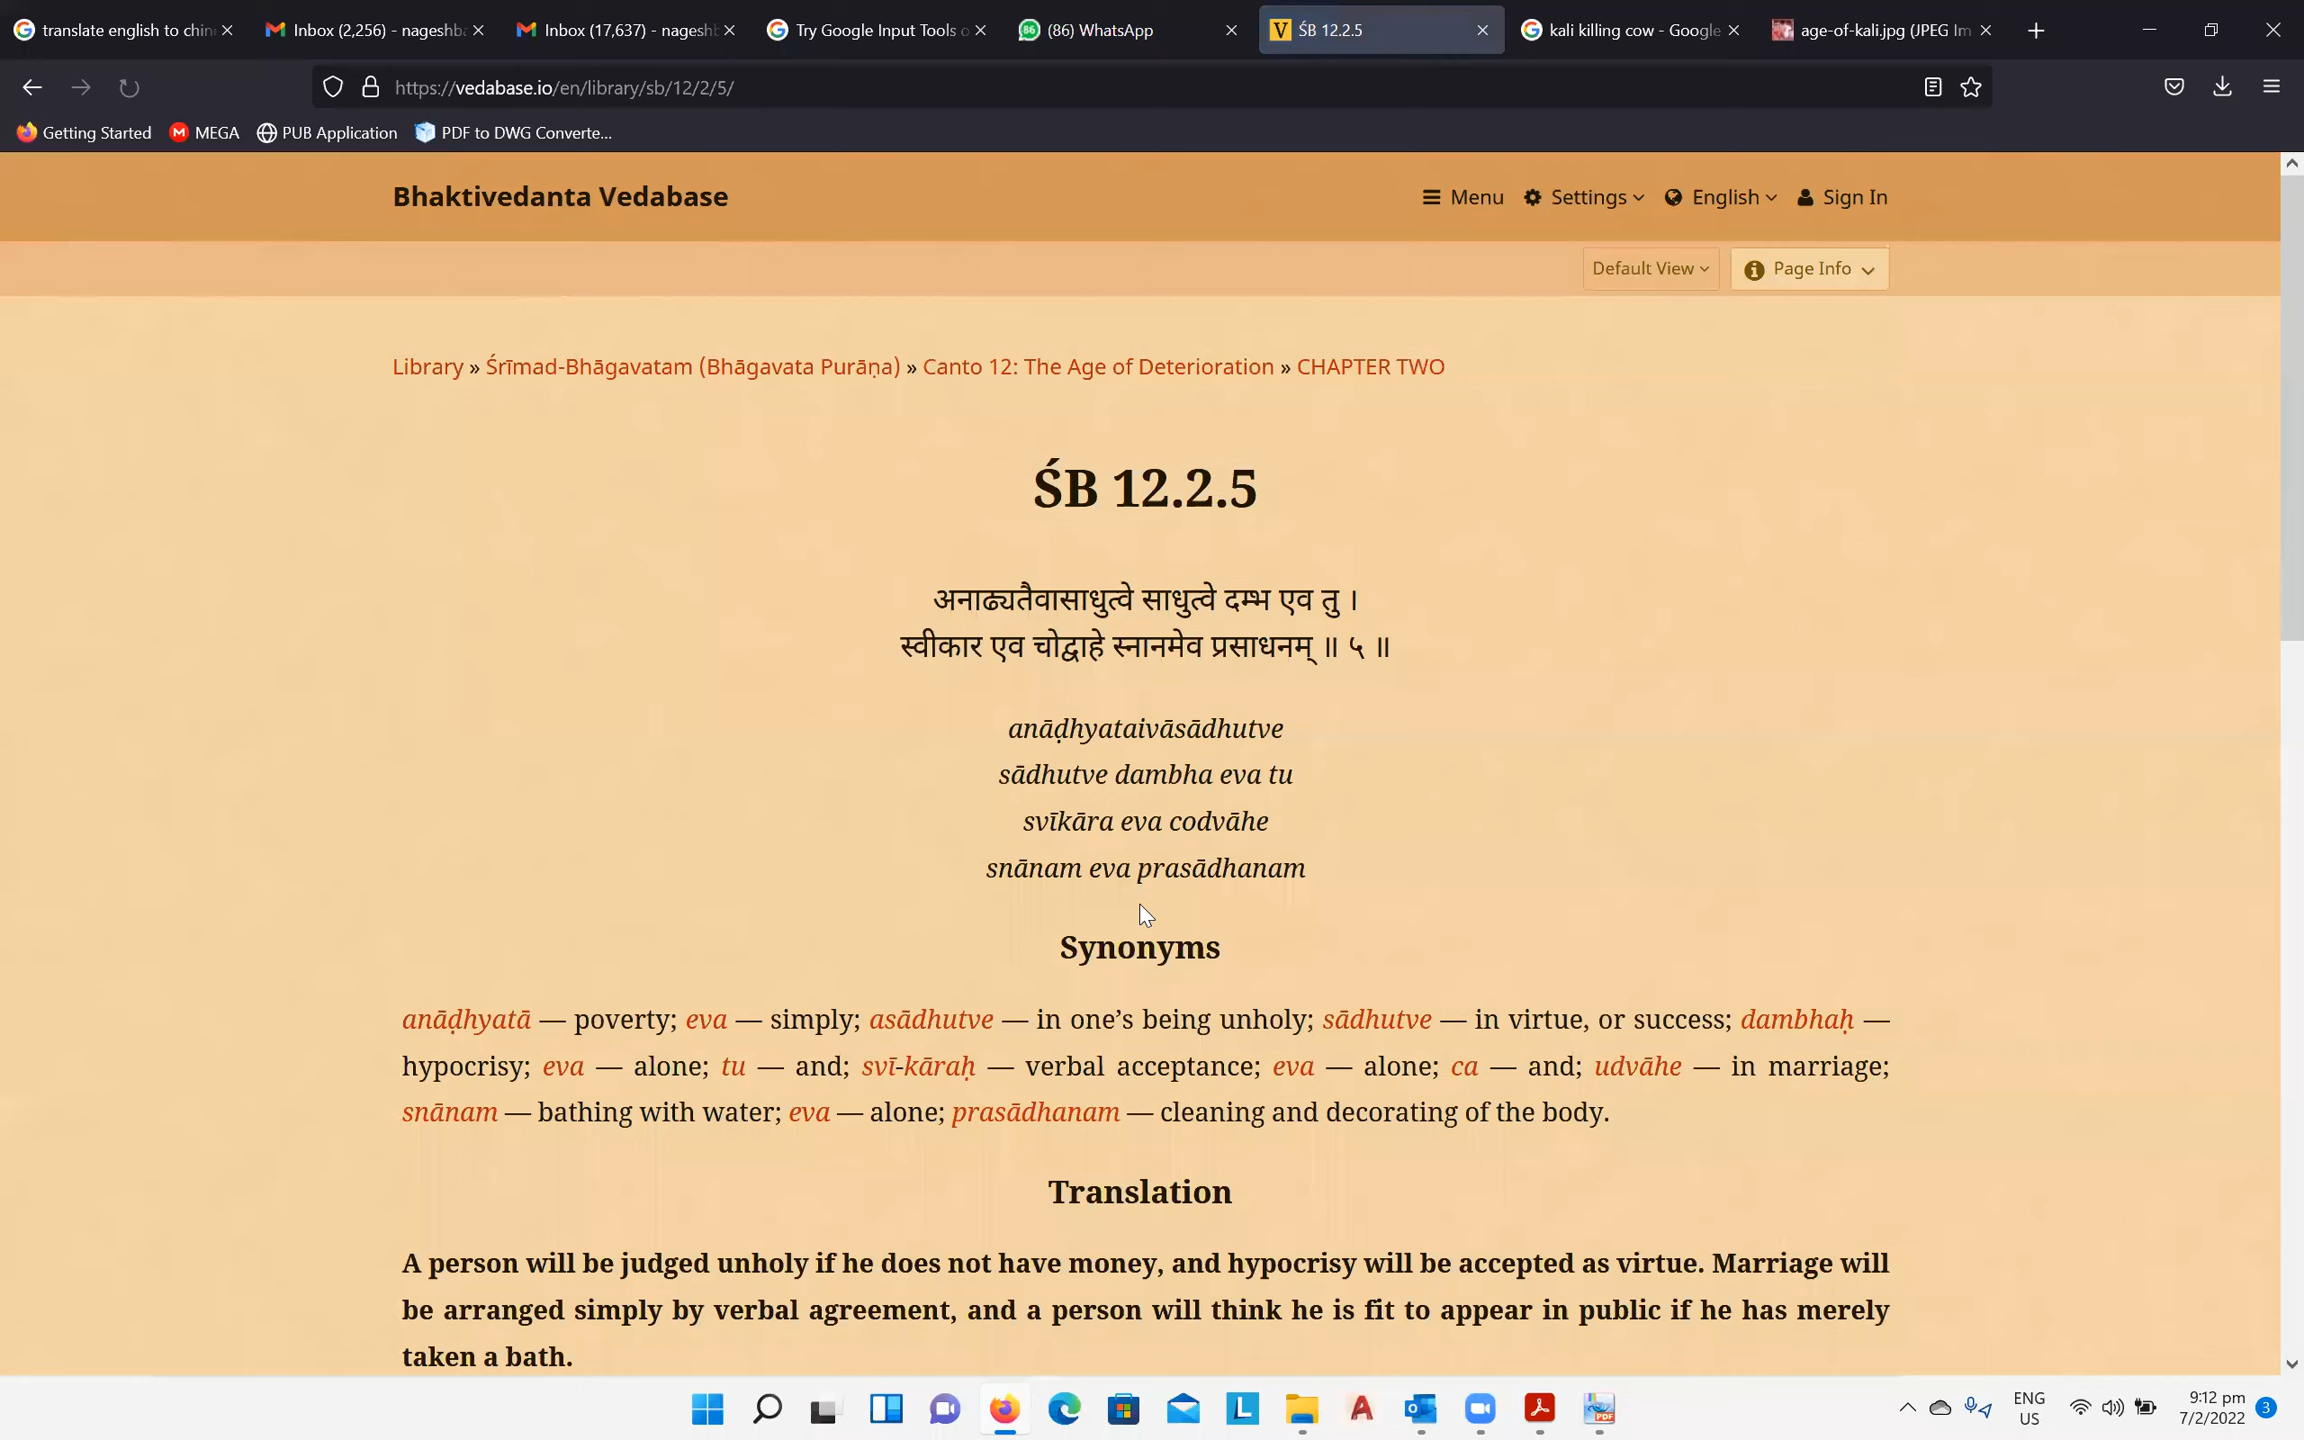 translate english to chin
Inbox (2,256) - nageshba
Inbox (17,637) - nageshb
Try Google Input Tools o
(86) WhatsApp
ŚB 12.2.5
kali killing cow - Google
age-of-kali.jpg (JPEG Im
https://vedabase.io/en/library/sb/12/2/5/
Getting Started
MEGA
PUB Application
PDF to DWG Converte...
Bhaktivedanta Vedabase
Menu
Settings
English
Sign In
Default View
Page Info
Library » Śrīmad-Bhāgavatam (Bhāgavata Purāṇa) » Canto 12: The Age of Deterioration » CHAPTER TWO
ŚB 12.2.5
अनाढ्यतैवासाधुत्वे साधुत्वे दम्भ एव तु ।
स्वीकार एव चोद्वाहे स्नानमेव प्रसाधनम् ॥ ५ ॥
anāḍhyataivāsādhutve
sādhutve dambha eva tu
svīkāra eva codvāhe
snānam eva prasādhanam
Synonyms
anāḍhyatā — poverty; eva — simply; asādhutve — in one’s being unholy; sādhutve — in virtue, or success; dambhaḥ —
hypocrisy; eva — alone; tu — and; svī-kāraḥ — verbal acceptance; eva — alone; ca — and; udvāhe — in marriage;
snānam — bathing with water; eva — alone; prasādhanam — cleaning and decorating of the body.
Translation
A person will be judged unholy if he does not have money, and hypocrisy will be accepted as virtue. Marriage will
be arranged simply by verbal agreement, and a person will think he is fit to appear in public if he has merely
taken a bath.
ENG
US
9:12 pm
7/2/2022
3